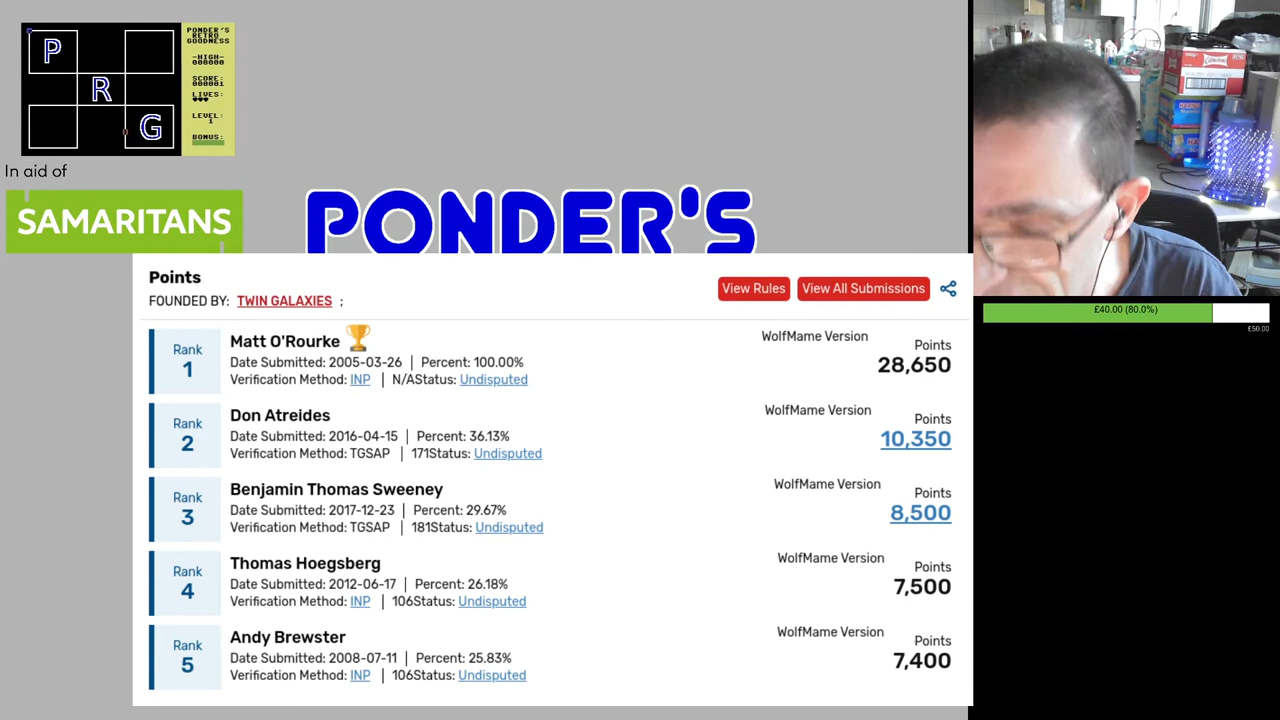 PONDER'S
RETRO
GOODNESS
-HIGH-
000000
SCORE:
000001
LIVES:
♥♥♥
LEVEL:
1
BONUS:
P
R
G
In aid of
SAMARITANS
PONDER'S
Points
FOUNDED BY: TWIN GALAXIES ;
View Rules
View All Submissions
Rank
1
Matt O'Rourke
Date Submitted: 2005-03-26 | Percent: 100.00%
Verification Method: INP | N/AStatus: Undisputed
WolfMame Version
Points
28,650
Rank
2
Don Atreides
Date Submitted: 2016-04-15 | Percent: 36.13%
Verification Method: TGSAP | 171Status: Undisputed
WolfMame Version
Points
10,350
Rank
3
Benjamin Thomas Sweeney
Date Submitted: 2017-12-23 | Percent: 29.67%
Verification Method: TGSAP | 181Status: Undisputed
WolfMame Version
Points
8,500
Rank
4
Thomas Hoegsberg
Date Submitted: 2012-06-17 | Percent: 26.18%
Verification Method: INP | 106Status: Undisputed
WolfMame Version
Points
7,500
Rank
5
Andy Brewster
Date Submitted: 2008-07-11 | Percent: 25.83%
Verification Method: INP | 106Status: Undisputed
WolfMame Version
Points
7,400
£40.00 (80.0%)
£50.00